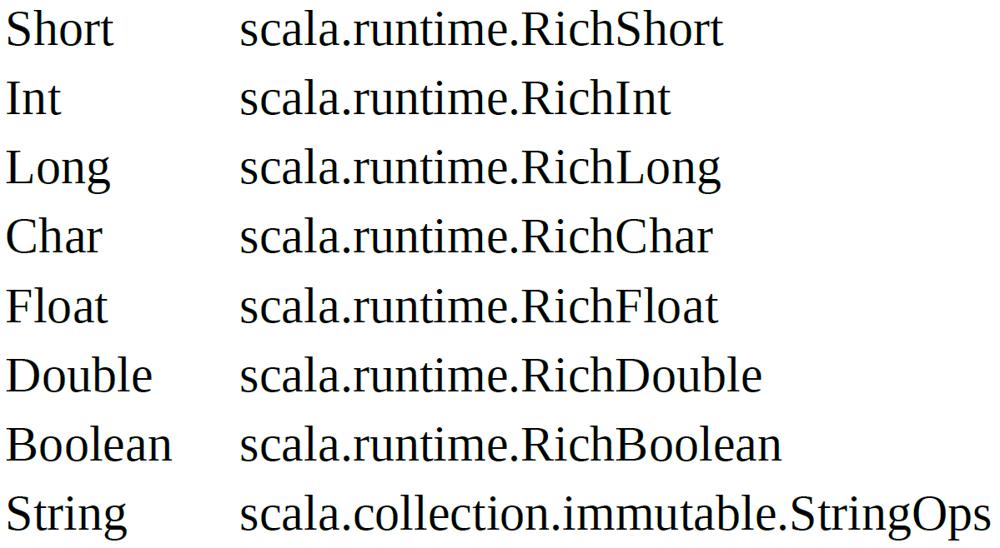 Short scala.runtime.RichShort
Int scala.runtime.RichInt
Long scala.runtime.RichLong
Char scala.runtime.RichChar
Float scala.runtime.RichFloat
Double scala.runtime.RichDouble
Boolean scala.runtime.RichBoolean
String scala.collection.immutable.StringOps